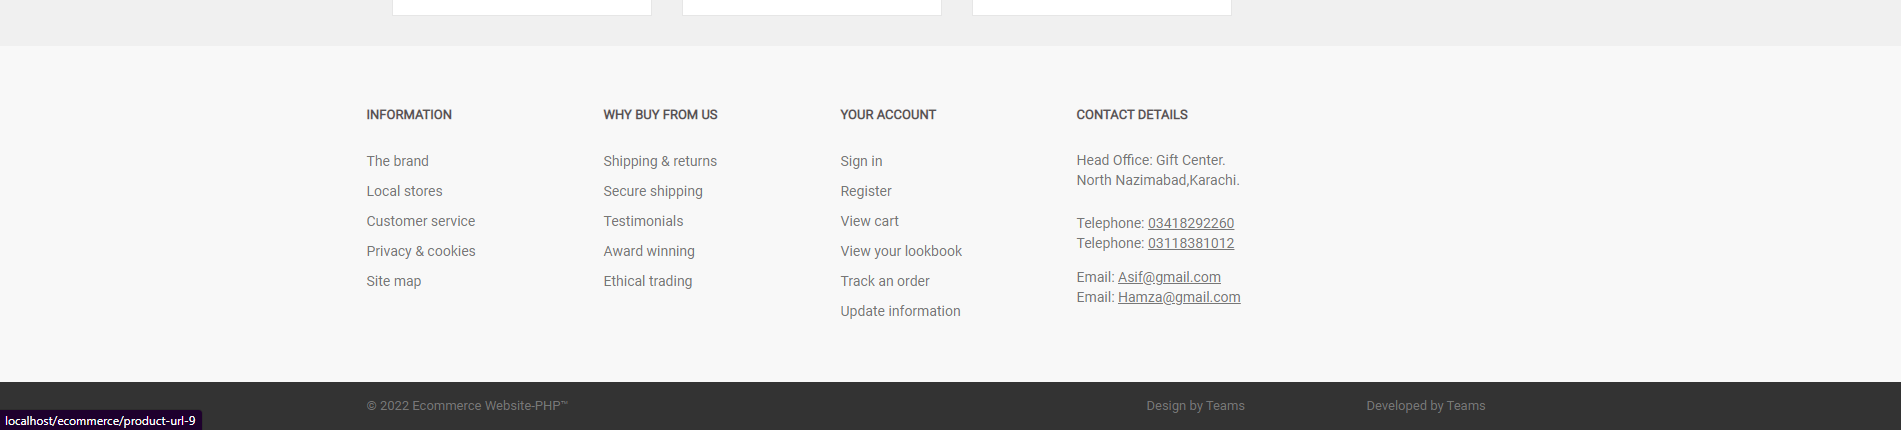 INFORMATION
The brand
Local stores
Customer service
Privacy & cookies
Site map
WHY BUY FROM US
Shipping & returns
Secure shipping
Testimonials
Award winning
Ethical trading
YOUR ACCOUNT
Sign in
Register
View cart
View your lookbook
Track an order
Update information
CONTACT DETAILS
Head Office: Gift Center.
North Nazimabad,Karachi.
Telephone: 03418292260
Telephone: 03118381012
Email: Asif@gmail.com
Email: Hamza@gmail.com
© 2022 Ecommerce Website-PHP™
Design by Teams
Developed by Teams
localhost/ecommerce/product-url-9